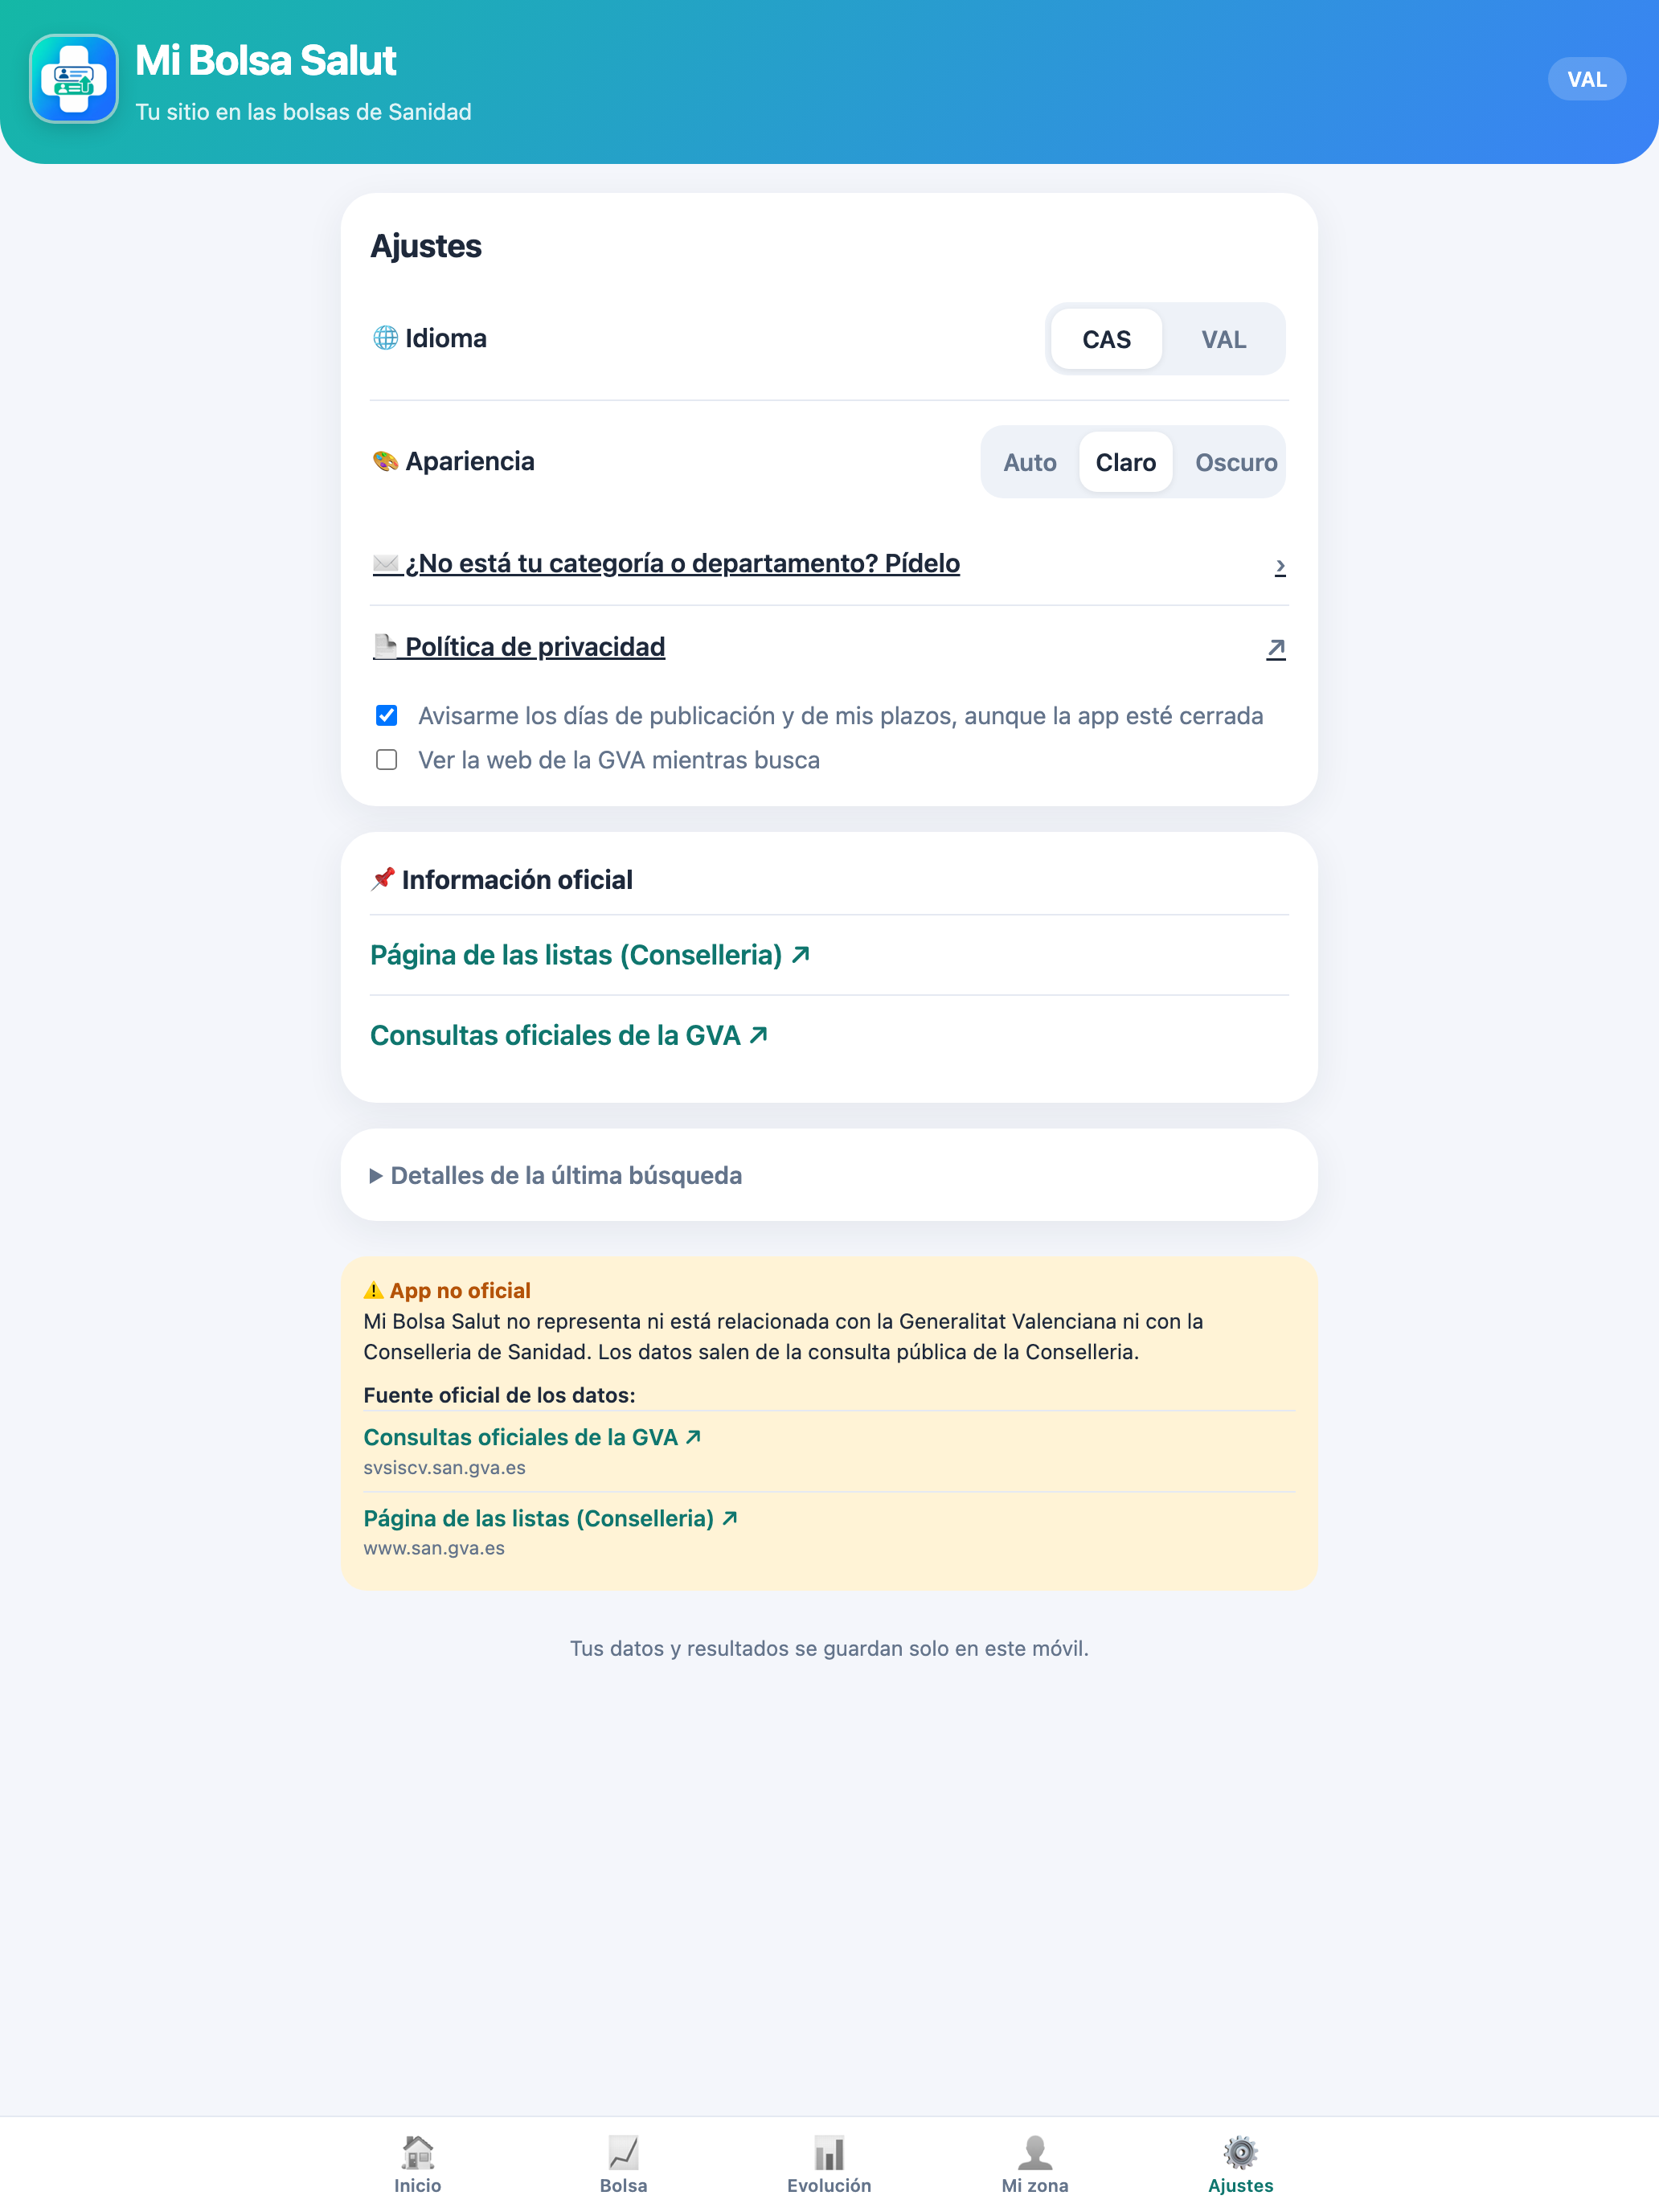 Mi Bolsa Salut
Tu sitio en las bolsas de Sanidad
VAL
Ajustes
🌐 Idioma
CAS
VAL
🎨 Apariencia
Auto
Claro
Oscuro
✉️ ¿No está tu categoría o departamento? Pídelo ›
📄 Política de privacidad ↗
Avisarme los días de publicación y de mis plazos, aunque la app esté cerrada
Ver la web de la GVA mientras busca
📌 Información oficial
Página de las listas (Conselleria) ↗
Consultas oficiales de la GVA ↗
▶ Detalles de la última búsqueda
⚠️ App no oficial
Mi Bolsa Salut no representa ni está relacionada con la Generalitat Valenciana ni con la
Conselleria de Sanidad. Los datos salen de la consulta pública de la Conselleria.
Fuente oficial de los datos:
Consultas oficiales de la GVA ↗
svsiscv.san.gva.es
Página de las listas (Conselleria) ↗
www.san.gva.es
Tus datos y resultados se guardan solo en este móvil.
Inicio
Bolsa
Evolución
Mi zona
Ajustes